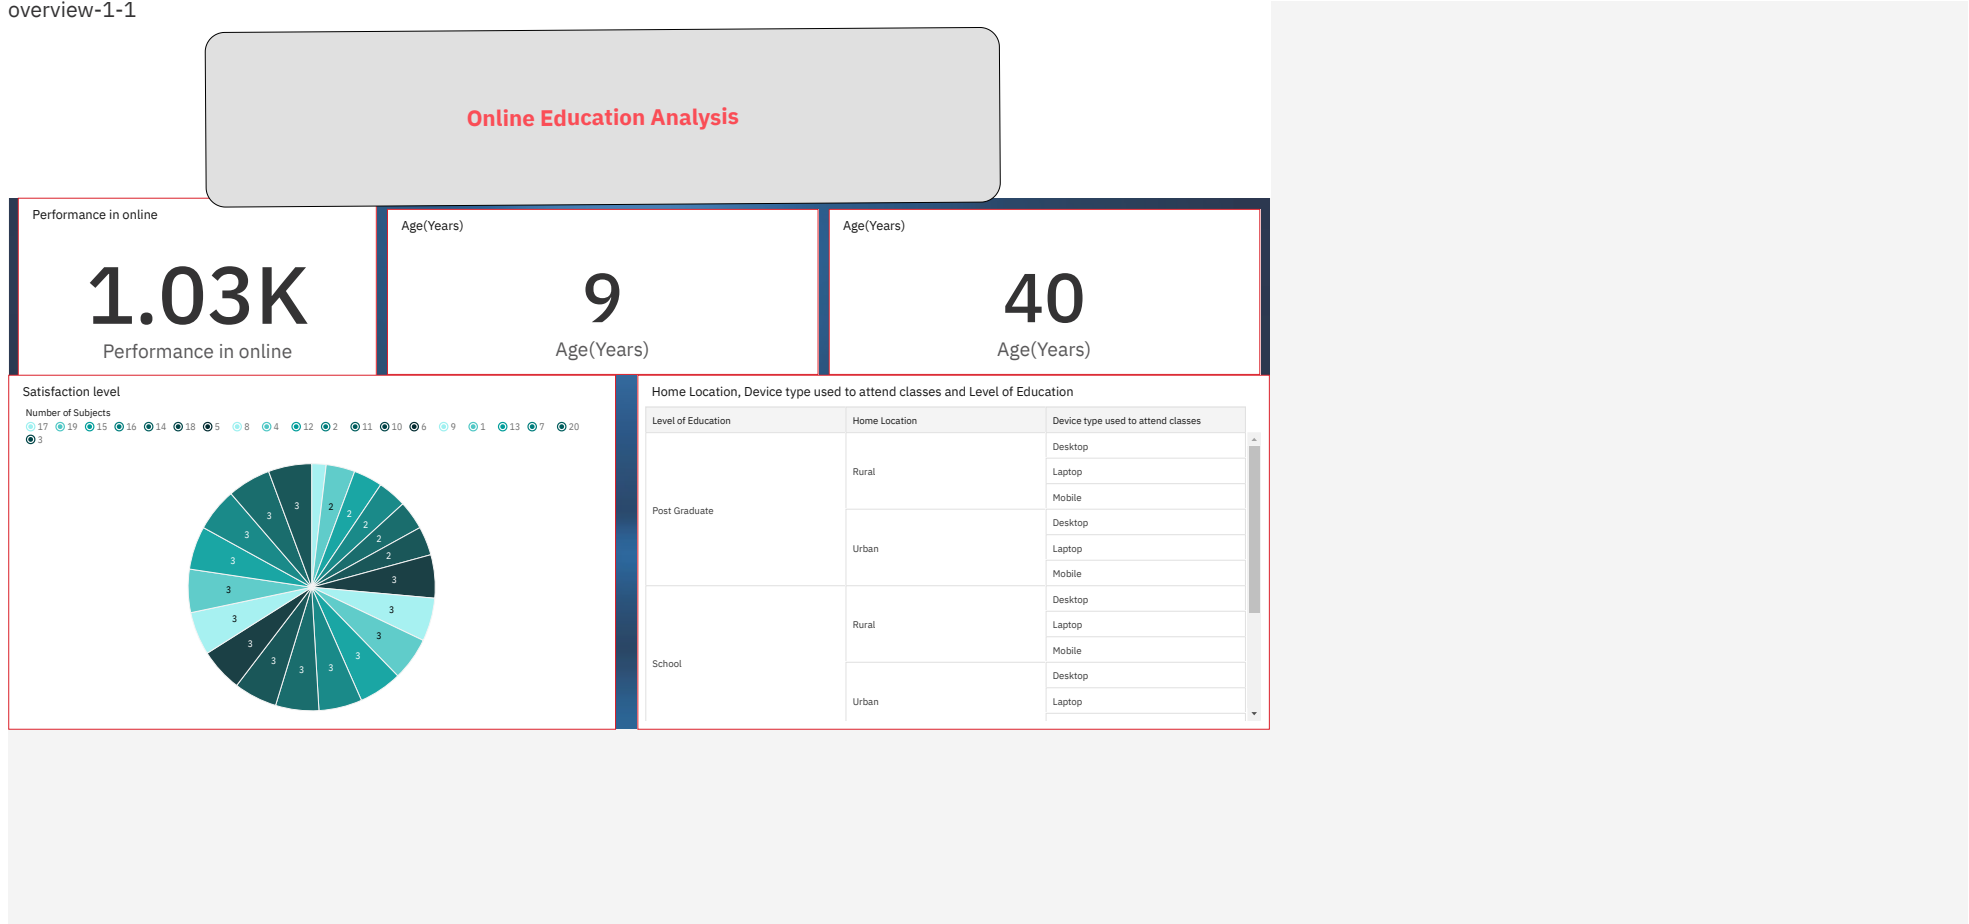 overview-1-1
Online Education Analysis
Performance in online
1.03K
Performance in online
Age(Years)
9
Age(Years)
Age(Years)
40
Age(Years)
Satisfaction level
Number of Subjects
17 19 15 16 14 18 5 8 4 12 2 11 10 6 9 1 13 7 20
3
2
2
2
2
2
3
3
3
3
3
3
3
3
3
3
3
3
3
3
Home Location, Device type used to attend classes and Level of Education
Level of Education Home Location Device type used to attend classes
Post Graduate
Rural
Desktop
Laptop
Mobile
Urban
Desktop
Laptop
Mobile
School
Rural
Desktop
Laptop
Mobile
Urban
Desktop
Laptop